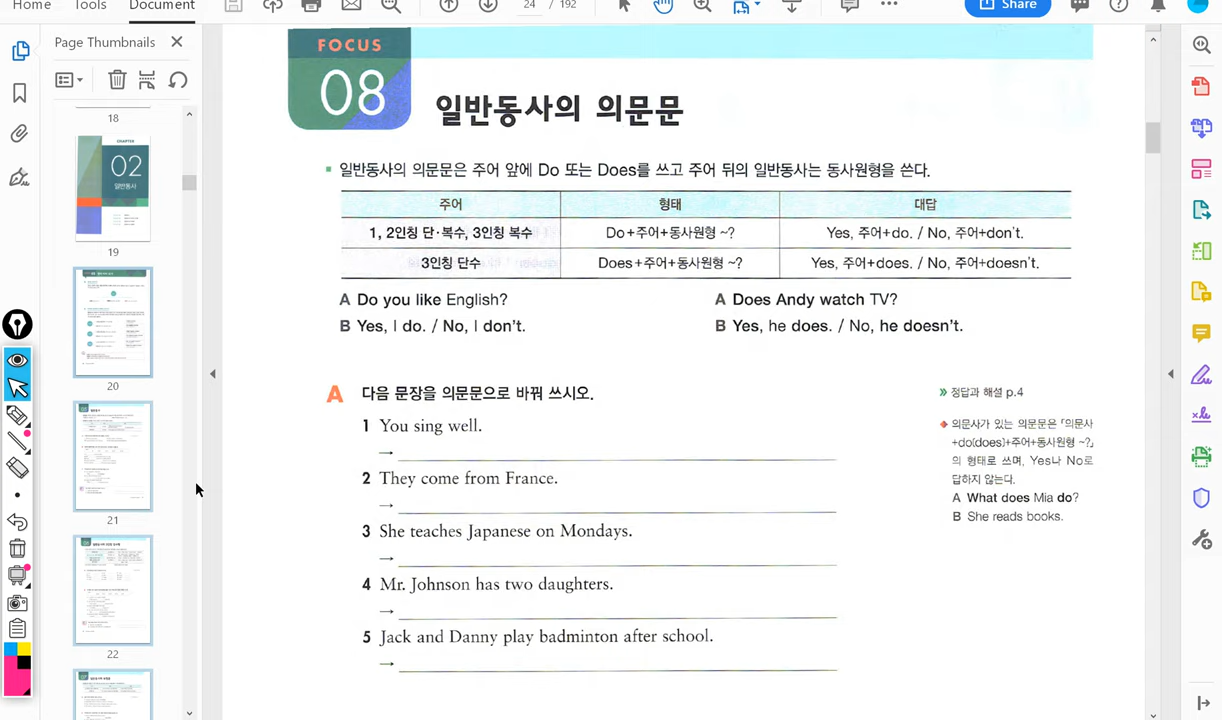 Home Tools Document 24 / 192 Share
Page Thumbnails
18
CHAPTER
02
일반동사
19
20
21
22
FOCUS
08
일반동사의 의문문
일반동사의 의문문은 주어 앞에 Do 또는 Does를 쓰고 주어 뒤의 일반동사는 동사원형을 쓴다.
주어 형태 대답
1, 2인칭 단·복수, 3인칭 복수 Do+주어+동사원형 ~? Yes, 주어+do. / No, 주어+don't.
3인칭 단수 Does+주어+동사원형 ~? Yes, 주어+does. / No, 주어+doesn't.
A Do you like English?
B Yes, I do. / No, I don't.
A Does Andy watch TV?
B Yes, he does. / No, he doesn't.
A 다음 문장을 의문문으로 바꿔 쓰시오.
1 You sing well.
→
2 They come from France.
→
3 She teaches Japanese on Mondays.
→
4 Mr. Johnson has two daughters.
→
5 Jack and Danny play badminton after school.
→
» 정답과 해설 p.4
의문사가 있는 의문문은 「의문사
+do(does)+주어+동사원형 ~?」
의 형태로 쓰며, Yes나 No로
답하지 않는다.
A What does Mia do?
B She reads books.